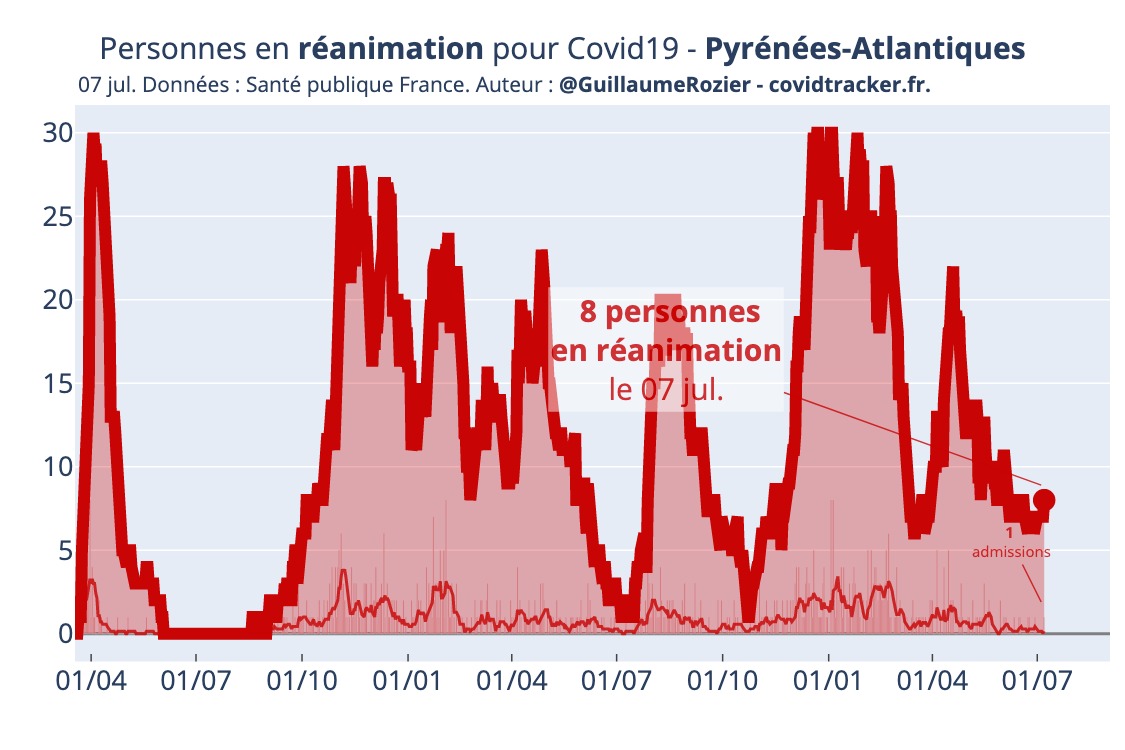 Personnes en réanimation pour Covid19 - Pyrénées-Atlantiques
07 jul. Données : Santé publique France. Auteur : @GuillaumeRozier - covidtracker.fr.
30
25
20
15
10
5
0
8 personnes
en réanimation
le 07 jul.
1
admissions
01/04 01/07 01/10 01/01 01/04 01/07 01/10 01/01 01/04 01/07